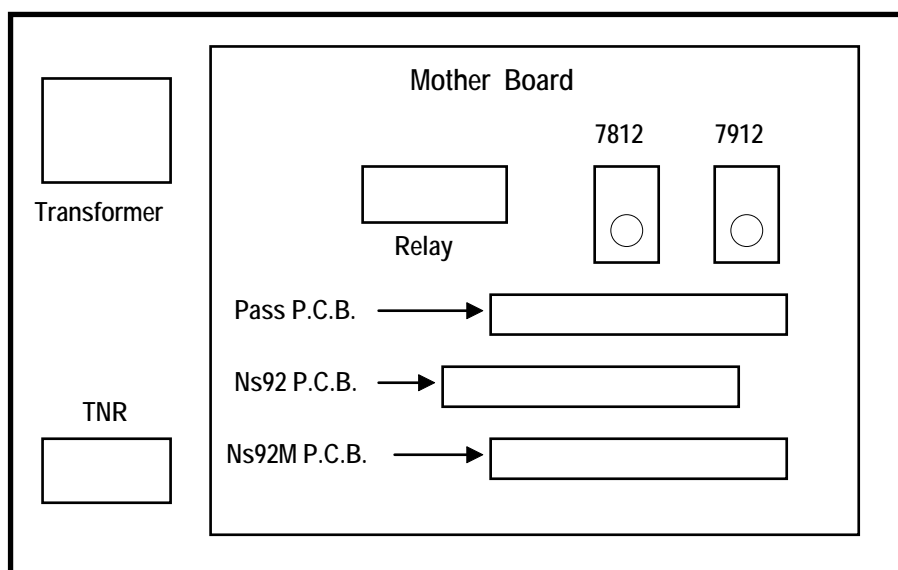 Mother Board
7812 7912
Transformer
Relay
Pass P.C.B.
Ns92 P.C.B.
TNR
Ns92M P.C.B.